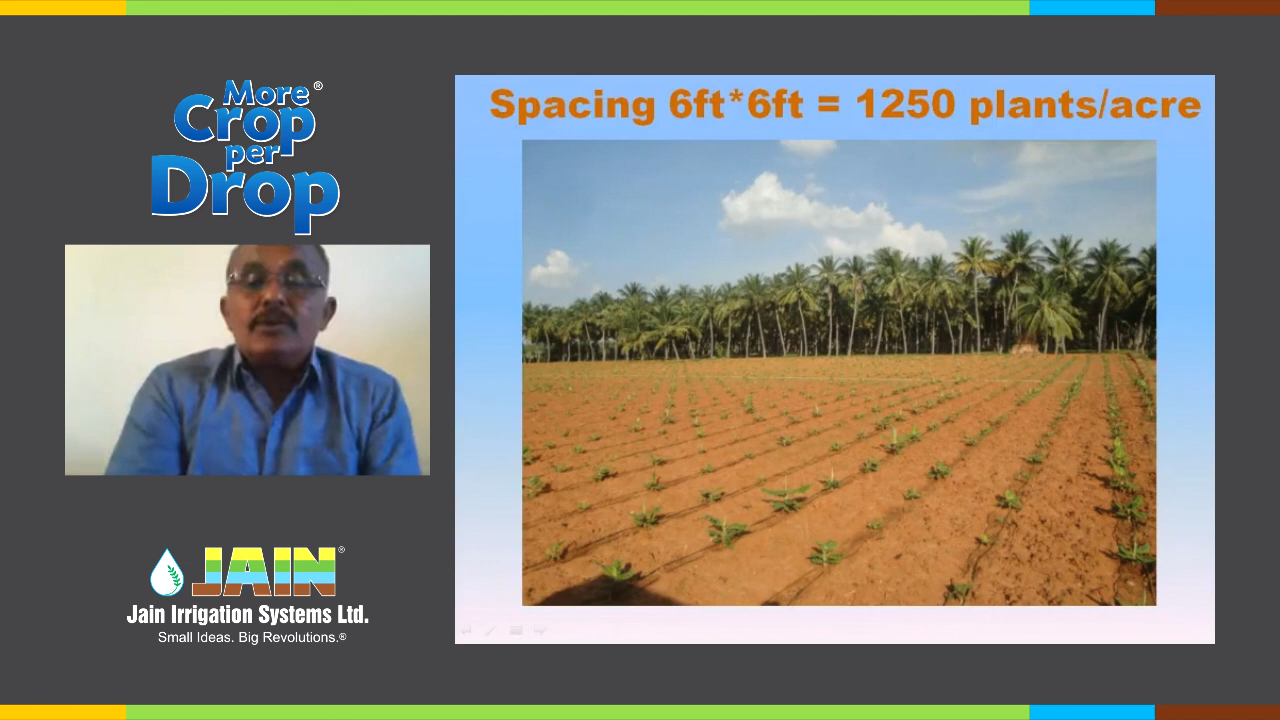 More®
Crop
per
Drop
Spacing 6ft*6ft = 1250 plants/acre
JAIN®
Jain Irrigation Systems Ltd.
Small Ideas. Big Revolutions.®